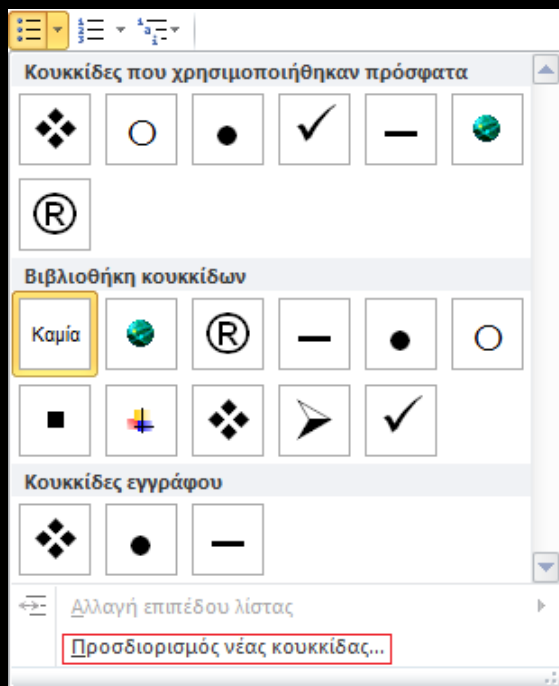 Κουκκίδες που χρησιμοποιήθηκαν πρόσφατα
®
Βιβλιοθήκη κουκκίδων
Καμία
®
Κουκκίδες εγγράφου
Αλλαγή επιπέδου λίστας
Προσδιορισμός νέας κουκκίδας...